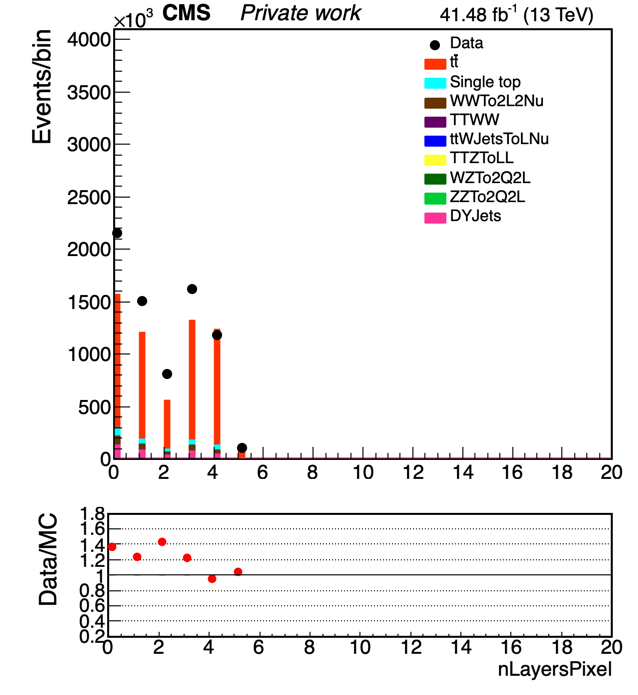 ×10³ CMS Private work 41.48 fb⁻¹ (13 TeV)
Events/bin
4000
3500
3000
2500
2000
1500
1000
500
0
0 2 4 6 8 10 12 14 16 18 20
Data
tt̄
Single top
WWTo2L2Nu
TTWW
ttWJetsToLNu
TTZToLL
WZTo2Q2L
ZZTo2Q2L
DYJets
Data/MC
1.8
1.6
1.4
1.2
1
0.8
0.6
0.4
0.2
0 2 4 6 8 10 12 14 16 18 20
nLayersPixel